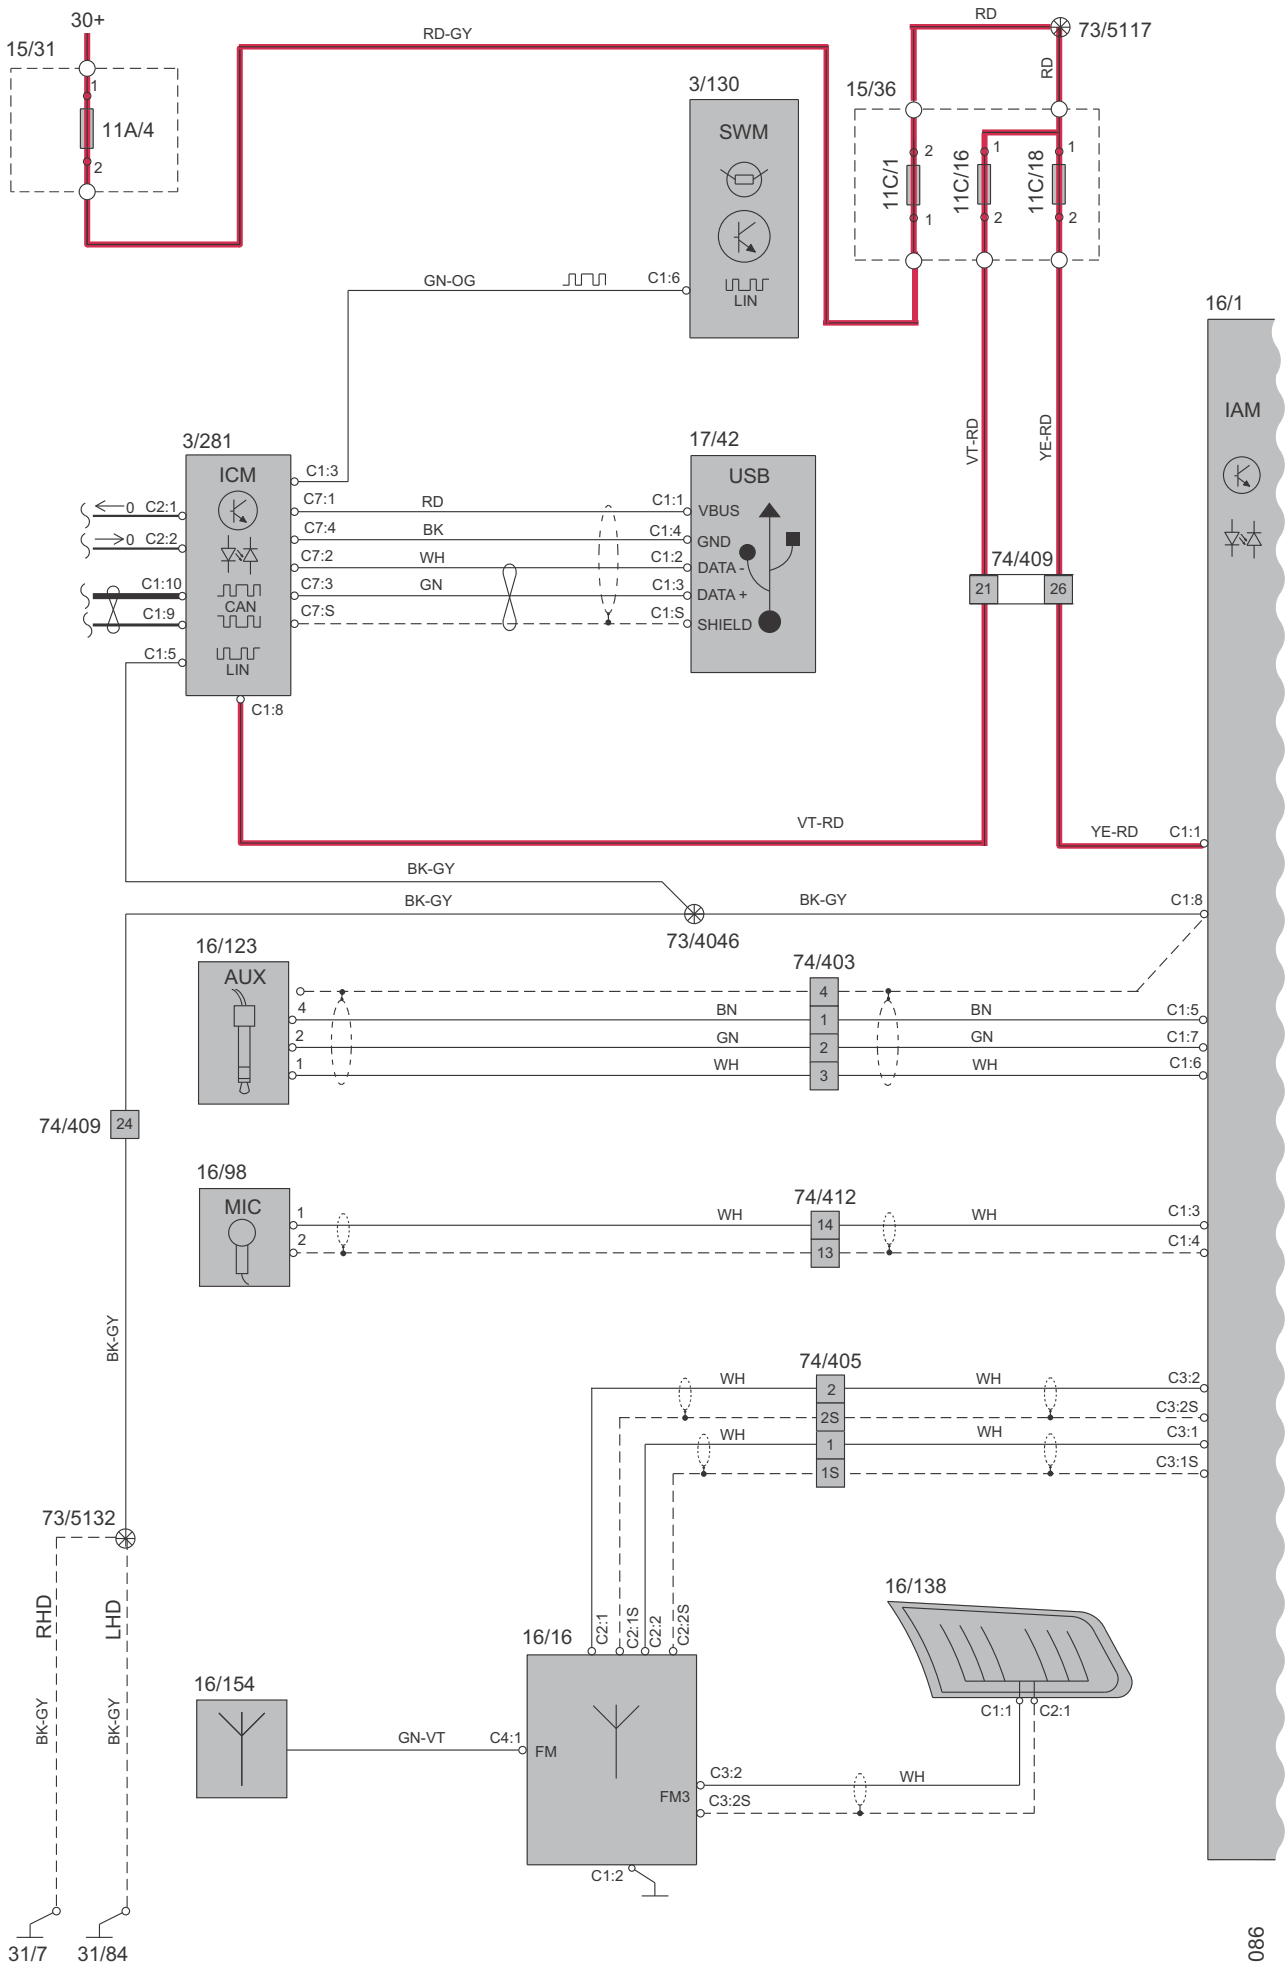 30+
15/31
1
11A/4
2
RD-GY
RD
73/5117
RD
3/130
SWM
LIN
C1:6
GN-OG
15/36
2
11C/1
1
1
11C/16
2
1
11C/18
2
16/1
IAM
VT-RD
YE-RD
3/281
ICM
CAN
LIN
0 C2:1
0 C2:2
C1:10
C1:9
C1:5
C1:8
C1:3
C7:1 RD C1:1
C7:4 BK C1:4
C7:2 WH C1:2
C7:3 GN C1:3
C7:S C1:S
17/42
USB
VBUS
GND
DATA -
DATA +
SHIELD
74/409
21 26
VT-RD
YE-RD C1:1
BK-GY
BK-GY
73/4046
BK-GY
C1:8
16/123
AUX
74/403
4
4 BN 1 BN C1:5
2 GN 2 GN C1:7
1 WH 3 WH C1:6
74/409 24
16/98
MIC
74/412
1 WH 14 WH C1:3
2 13 C1:4
BK-GY
74/405
WH 2 WH C3:2
2S C3:2S
WH 1 WH C3:1
1S C3:1S
73/5132
RHD
LHD
BK-GY
BK-GY
31/7
31/84
16/154
GN-VT
C4:1
16/16
C2:1
C2:1S
C2:2
C2:2S
FM
FM3
C3:2 WH
C3:2S
C1:2
16/138
C1:1 C2:1
086